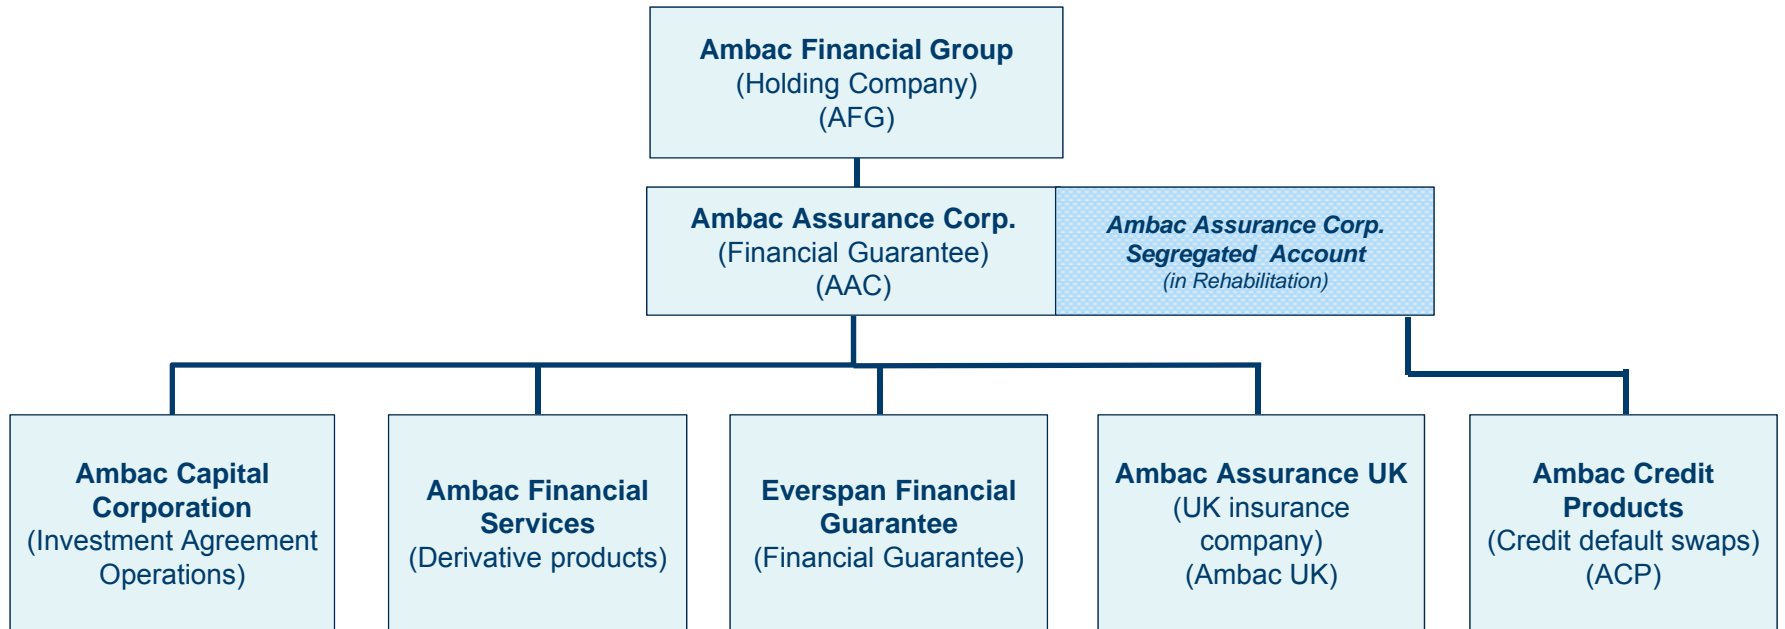 Ambac Financial Group
(Holding Company)
(AFG)
Ambac Assurance Corp.
(Financial Guarantee)
(AAC)
Ambac Assurance Corp.
Segregated Account
(in Rehabilitation)
Ambac Capital
Corporation
(Investment Agreement
Operations)
Ambac Financial
Services
(Derivative products)
Everspan Financial
Guarantee
(Financial Guarantee)
Ambac Assurance UK
(UK insurance
company)
(Ambac UK)
Ambac Credit
Products
(Credit default swaps)
(ACP)